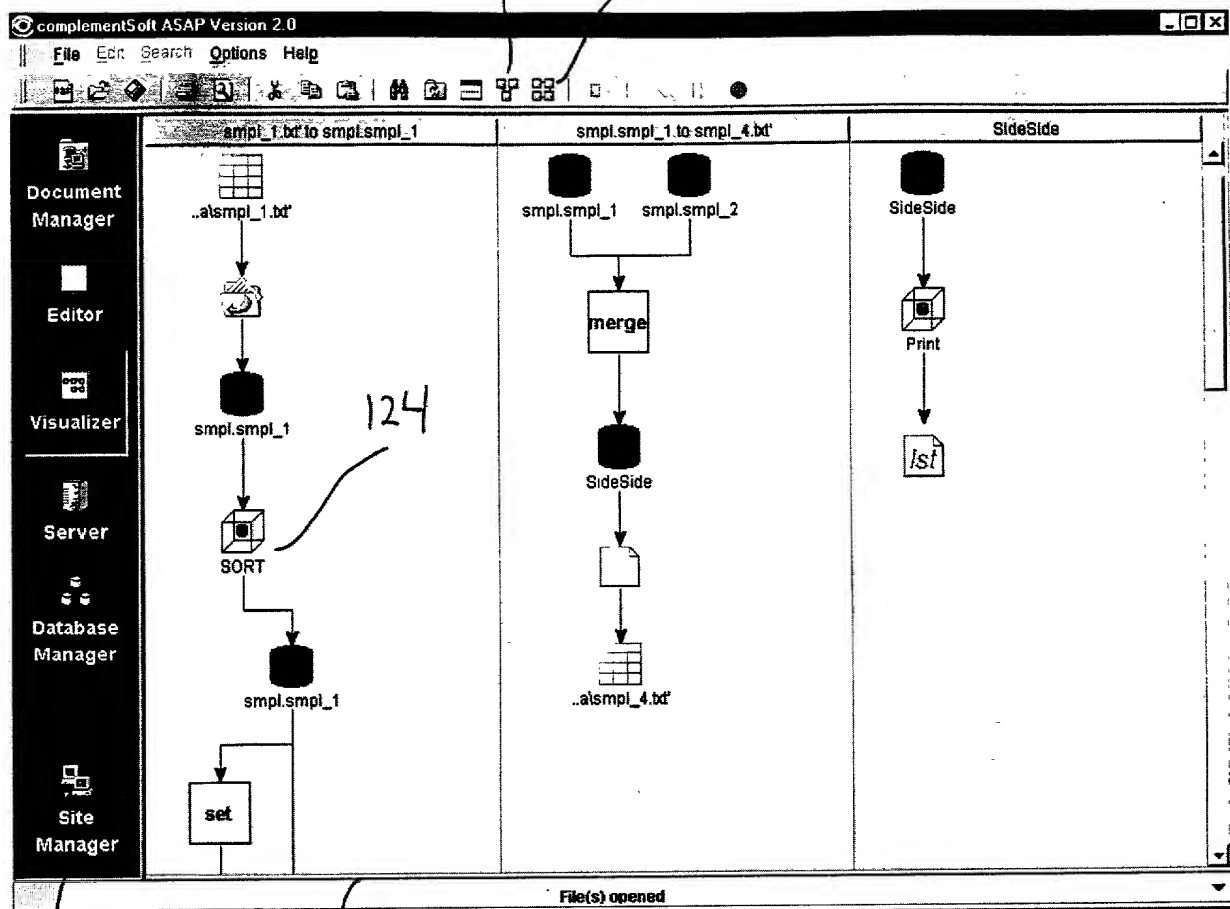 complementSoft ASAP Version 2.0
File Edit Search Options Help
Document
Manager
Editor
Visualizer
Server
Database
Manager
Site
Manager
smpl_1.txt' to smpl.smpl_1
..a\smpl_1.txt'
smpl.smpl_1
124
SORT
smpl.smpl_1
set
smpl.smpl_1.to smpl_4.txt'
smpl.smpl_1 smpl.smpl_2
merge
SideSide
..a\smpl_4.txt'
SideSide
SideSide
Print
lst
File(s) opened